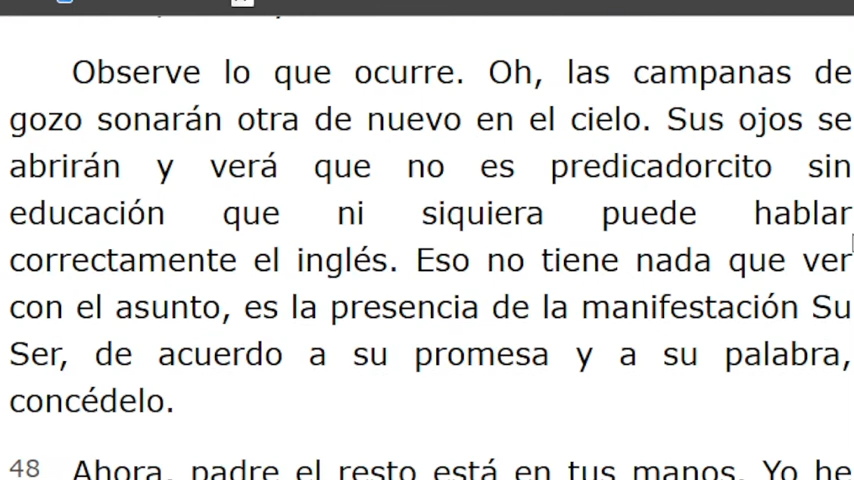 Observe lo que ocurre. Oh, las campanas de
gozo sonarán otra de nuevo en el cielo. Sus ojos se
abrirán y verá que no es predicadorcito sin
educación que ni siquiera puede hablar
correctamente el inglés. Eso no tiene nada que ver
con el asunto, es la presencia de la manifestación Su
Ser, de acuerdo a su promesa y a su palabra,
concédelo.
48 Ahora, padre el resto está en tus manos. Yo he